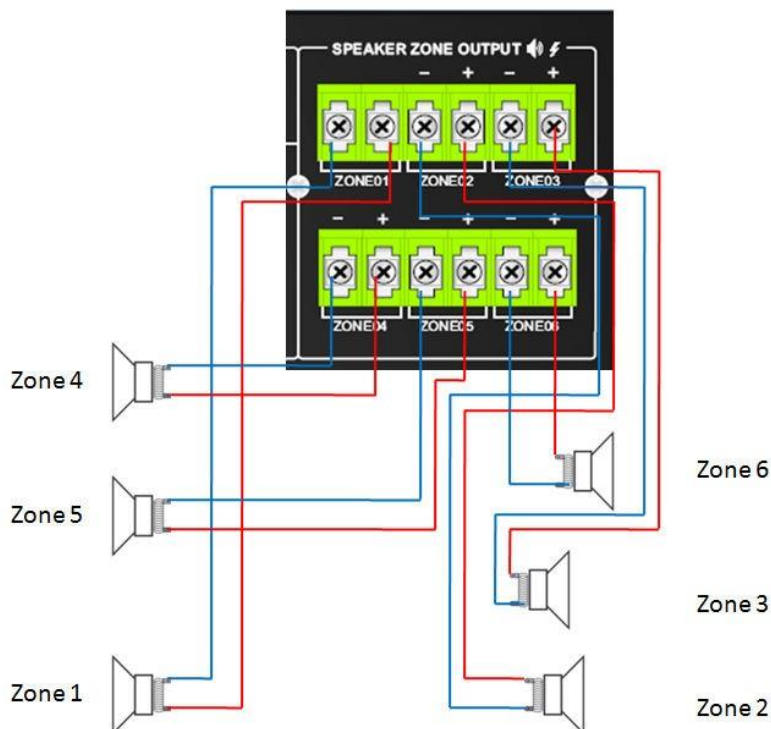 SPEAKER ZONE OUTPUT
− + − +
ZONE01 ZONE02 ZONE03
− + − + − +
ZONE04 ZONE05 ZONE06
Zone 4
Zone 6
Zone 5
Zone 3
Zone 1
Zone 2